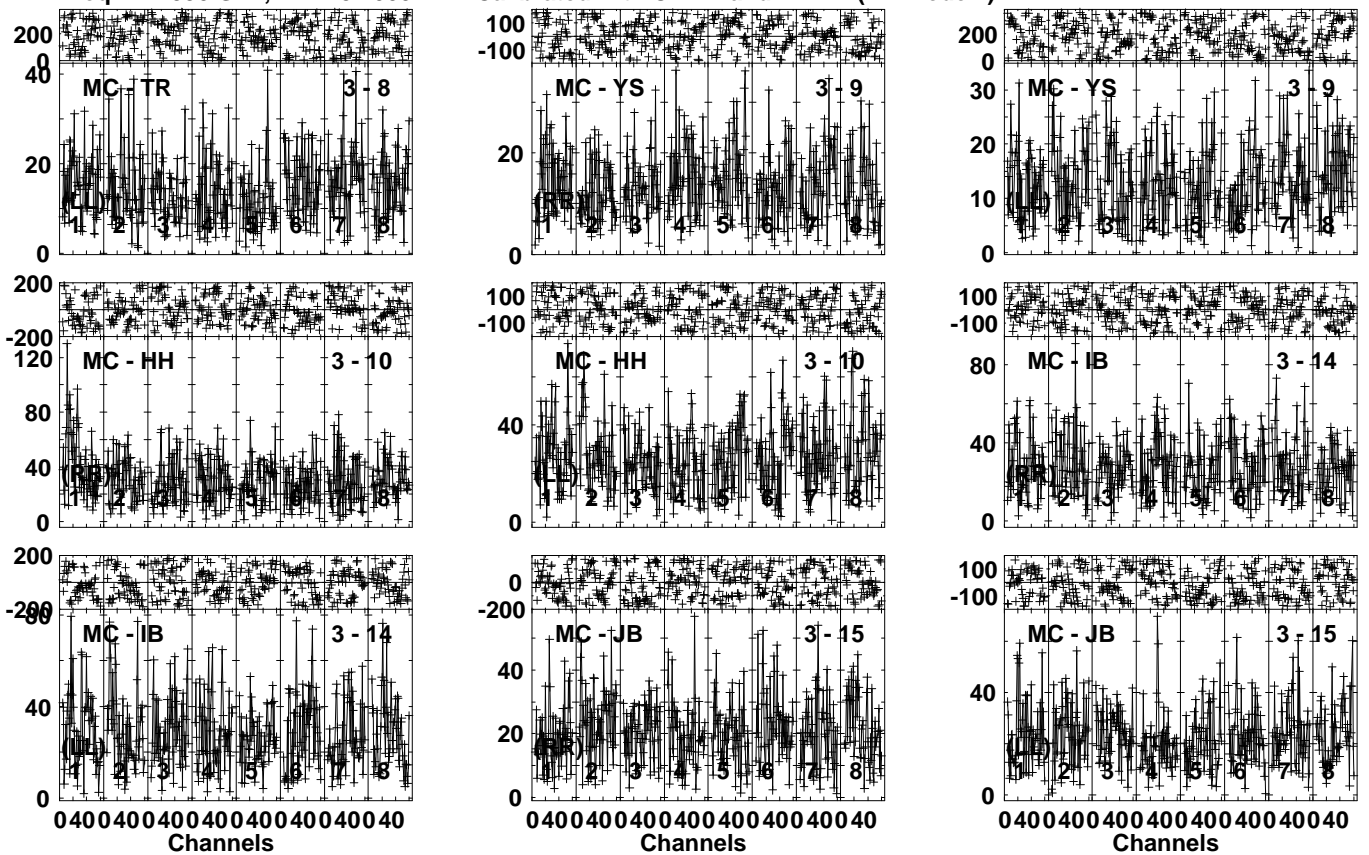 200 100 200
0 -100 0
40 MC - TR 3 - 8 MC - YS 3 - 9 30 MC - YS 3 - 9
20 20 20
10
(LL) (RR) (LL)
1 2 3 4 5 6 7 8 1 2 3 4 5 6 7 8 1 2 3 4 5 6 7 8
0 0 0
200 100 100
-200 -100 -100
120 MC - HH 3 - 10 MC - HH 3 - 10 80 MC - IB 3 - 14
80
40 40 40
(RR) (LL) (RR)
1 2 3 4 5 6 7 8 1 2 3 4 5 6 7 8 1 2 3 4 5 6 7 8
0 0 0
200 0 100
-200 -200 -100
80 MC - IB 3 - 14 MC - JB 3 - 15 MC - JB 3 - 15
40 40 40
20
(LL) (RR) (LL)
1 2 3 4 5 6 7 8 1 2 3 4 5 6 7 8 1 2 3 4 5 6 7 8
0 0 0
0 40 0 40 0 40 0 40 0 40 0 40 0 40 0 40 0 40 0 40 0 40 0 40 0 40 0 40 0 40 0 40 0 40 0 40 0 40 0 40 0 40 0 40 0 40 0 40
Channels Channels Channels